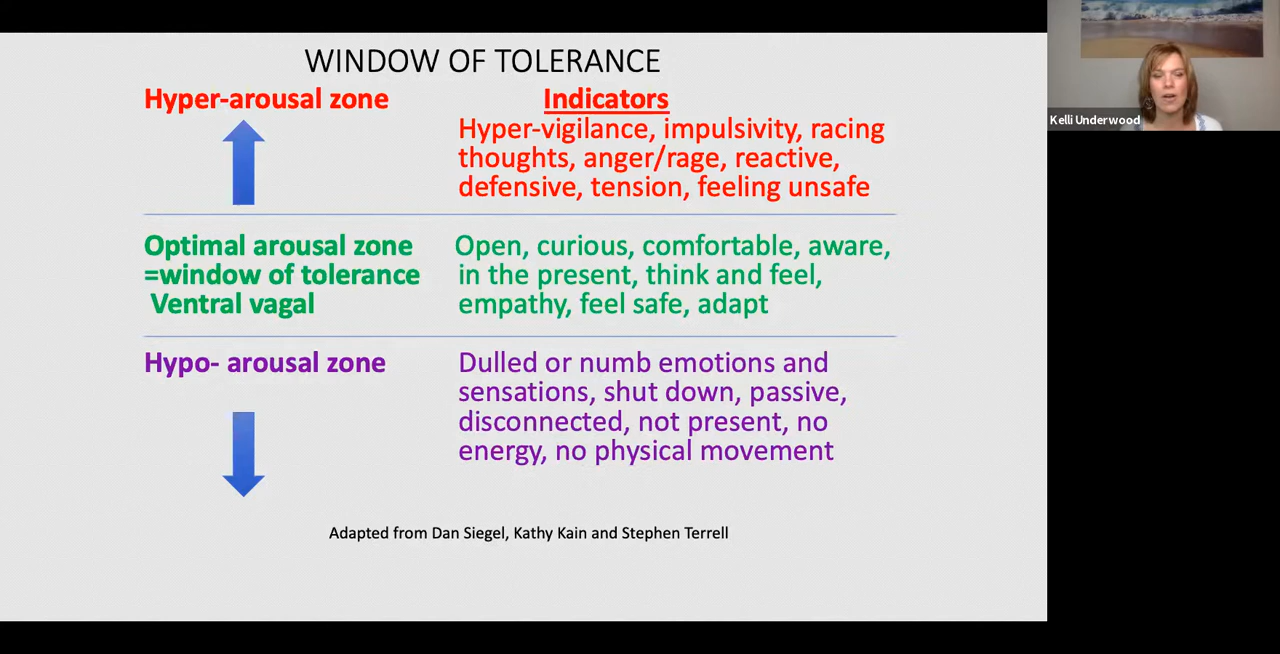 WINDOW OF TOLERANCE
Hyper-arousal zone
Indicators
Hyper-vigilance, impulsivity, racing
thoughts, anger/rage, reactive,
defensive, tension, feeling unsafe
Optimal arousal zone
=window of tolerance
Ventral vagal
Open, curious, comfortable, aware,
in the present, think and feel,
empathy, feel safe, adapt
Hypo- arousal zone
Dulled or numb emotions and
sensations, shut down, passive,
disconnected, not present, no
energy, no physical movement
Adapted from Dan Siegel, Kathy Kain and Stephen Terrell
Kelli Underwood